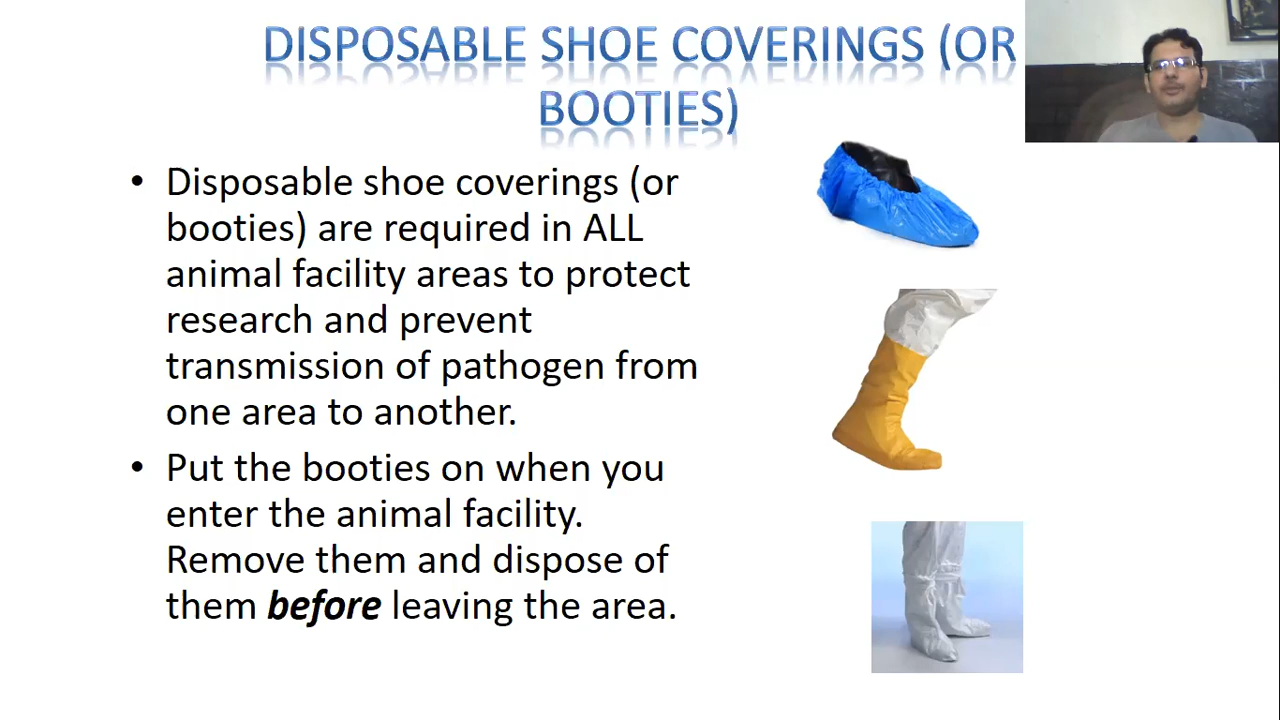 DISPOSABLE SHOE COVERINGS (OR
BOOTIES)
• Disposable shoe coverings (or
booties) are required in ALL
animal facility areas to protect
research and prevent
transmission of pathogen from
one area to another.
• Put the booties on when you
enter the animal facility.
Remove them and dispose of
them before leaving the area.